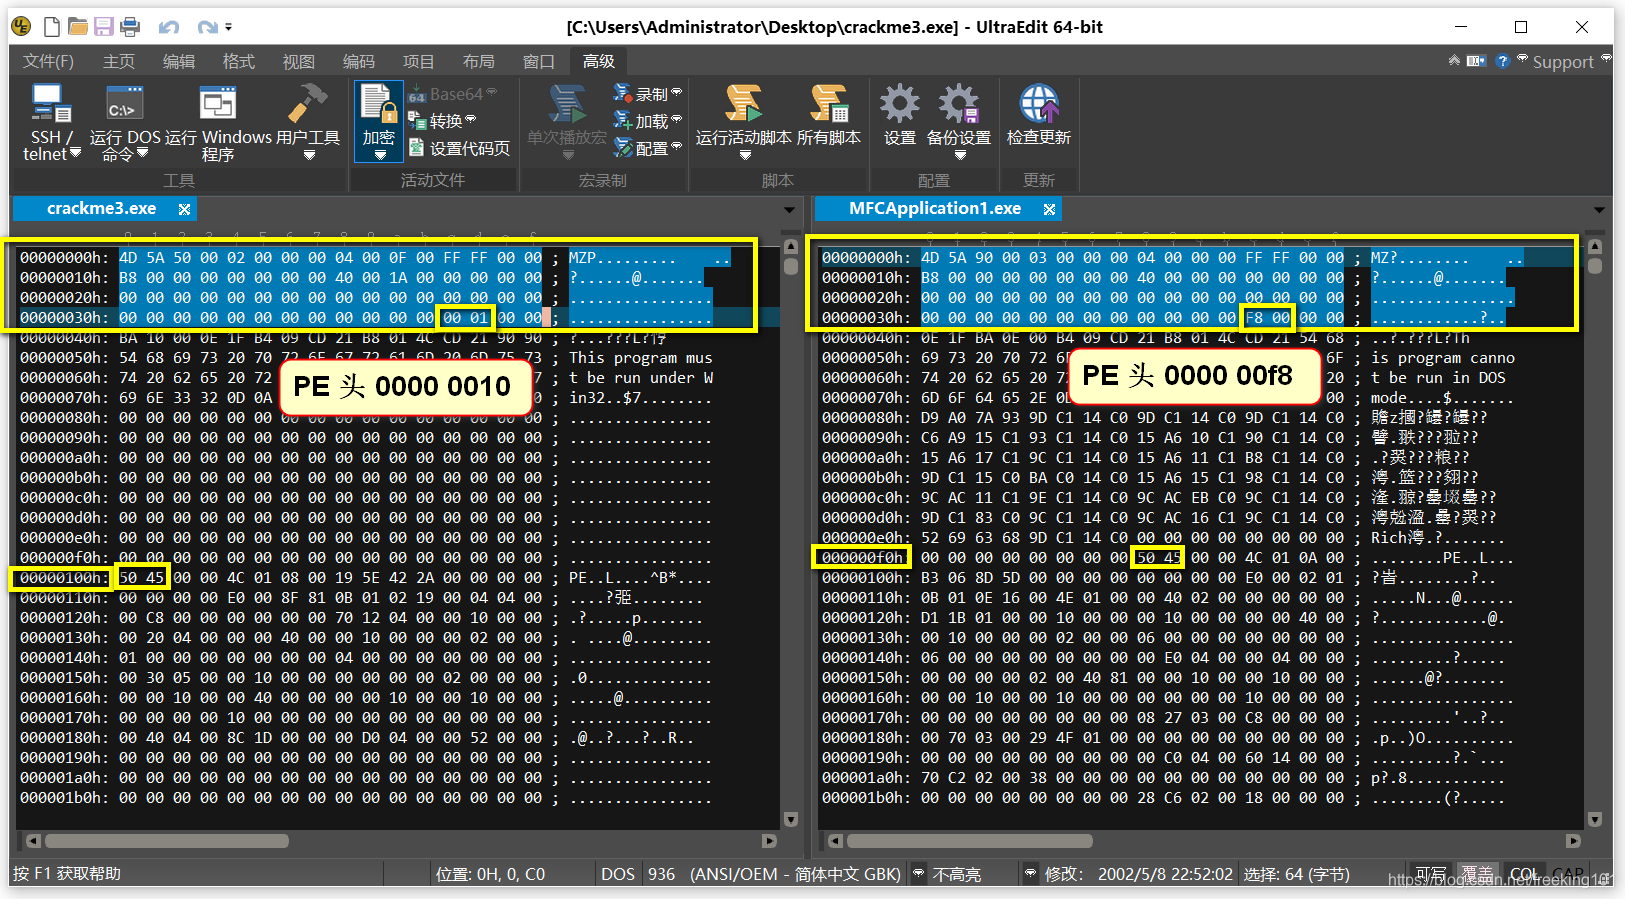 [C:\Users\Administrator\Desktop\crackme3.exe] - UltraEdit 64-bit
文件(F) 主页 编辑 格式 视图 编码 项目 布局 窗口 高级 Support
SSH / telnet
运行 DOS 命令
运行 Windows 程序
用户工具
工具
加密
Base64
转换
设置代码页
活动文件
单次播放宏
录制
加载
配置
宏录制
运行活动脚本
所有脚本
脚本
设置
备份设置
配置
检查更新
更新
crackme3.exe
00000000h: 4D 5A 50 00 02 00 00 00 04 00 0F 00 FF FF 00 00 ; MZP......... ..
00000010h: B8 00 00 00 00 00 00 00 40 00 1A 00 00 00 00 00 ; ?......@.......
00000020h: 00 00 00 00 00 00 00 00 00 00 00 00 00 00 00 00 ; ................
00000030h: 00 00 00 00 00 00 00 00 00 00 00 00 00 01 00 00 ; ................
00000040h: BA 10 00 0E 1F B4 09 CD 21 B8 01 4C CD 21 90 90
00000050h: 54 68 69 73 20 70 72 6F 67 72 61 6D 20 6D 75 73 ; This program mus
00000060h: 74 20 62 65 20 72 ; t be run under W
00000070h: 69 6E 33 32 0D 0A ; in32..$7........
00000080h: 00 00 00 00 00 00 00 00 00 00 00 00 00 00 00 00 ; ................
00000090h: 00 00 00 00 00 00 00 00 00 00 00 00 00 00 00 00 ; ................
000000a0h: 00 00 00 00 00 00 00 00 00 00 00 00 00 00 00 00 ; ................
000000b0h: 00 00 00 00 00 00 00 00 00 00 00 00 00 00 00 00 ; ................
000000c0h: 00 00 00 00 00 00 00 00 00 00 00 00 00 00 00 00 ; ................
000000d0h: 00 00 00 00 00 00 00 00 00 00 00 00 00 00 00 00 ; ................
000000e0h: 00 00 00 00 00 00 00 00 00 00 00 00 00 00 00 00 ; ................
000000f0h: 00 00 00 00 00 00 00 00 00 00 00 00 00 00 00 00 ; ................
00000100h: 50 45 00 00 4C 01 08 00 19 5E 42 2A 00 00 00 00 ; PE..L....^B*....
00000110h: 00 00 00 00 E0 00 8F 81 0B 01 02 19 00 04 04 00
00000120h: 00 C8 00 00 00 00 00 00 70 12 04 00 00 10 00 00 ; .?.....p.......
00000130h: 00 20 04 00 00 00 40 00 00 10 00 00 00 02 00 00 ; . ....@.........
00000140h: 01 00 00 00 00 00 00 00 04 00 00 00 00 00 00 00 ; ................
00000150h: 00 30 05 00 00 10 00 00 00 00 00 00 02 00 00 00 ; .0..............
00000160h: 00 00 10 00 00 40 00 00 00 00 10 00 00 10 00 00 ; .....@..........
00000170h: 00 00 00 00 10 00 00 00 00 00 00 00 00 00 00 00 ; ................
00000180h: 00 40 04 00 8C 1D 00 00 00 D0 04 00 00 52 00 00 ; .@..?...?..R..
00000190h: 00 00 00 00 00 00 00 00 00 00 00 00 00 00 00 00 ; ................
000001a0h: 00 00 00 00 00 00 00 00 00 00 00 00 00 00 00 00 ; ................
000001b0h: 00 00 00 00 00 00 00 00 00 00 00 00 00 00 00 00 ; ................
PE 头 0000 0010
MFCApplication1.exe
00000000h: 4D 5A 90 00 03 00 00 00 04 00 00 00 FF FF 00 00 ; MZ?........ ..
00000010h: B8 00 00 00 00 00 00 00 40 00 00 00 00 00 00 00 ; ?......@.......
00000020h: 00 00 00 00 00 00 00 00 00 00 00 00 00 00 00 00 ; ................
00000030h: 00 00 00 00 00 00 00 00 00 00 00 00 F8 00 00 00 ; ............?..
00000040h: 0E 1F BA 0E 00 B4 09 CD 21 B8 01 4C CD 21 54 68 ; ..?.???L?Th
00000050h: 69 73 20 70 72 6F 6F ; is program canno
00000060h: 74 20 62 65 20 72 20 ; t be run in DOS
00000070h: 6D 6F 64 65 2E 0D 00 ; mode....$.......
00000080h: D9 A0 7A 93 9D C1 14 C0 9D C1 14 C0 9D C1 14 C0
00000090h: C6 A9 15 C1 93 C1 14 C0 15 A6 10 C1 90 C1 14 C0
000000a0h: 15 A6 17 C1 9C C1 14 C0 15 A6 11 C1 B8 C1 14 C0
000000b0h: 9D C1 15 C0 BA C0 14 C0 15 A6 15 C1 98 C1 14 C0
000000c0h: 9C AC 11 C1 9E C1 14 C0 9C AC EB C0 9C C1 14 C0
000000d0h: 9D C1 83 C0 9C C1 14 C0 9C AC 16 C1 9C C1 14 C0
000000e0h: 52 69 63 68 9D C1 14 C0 00 00 00 00 00 00 00 00
000000f0h: 00 00 00 00 00 00 00 00 50 45 00 00 4C 01 0A 00 ; ........PE..L...
00000100h: B3 06 8D 5D 00 00 00 00 00 00 00 00 E0 00 02 01
00000110h: 0B 01 0E 16 00 4E 01 00 00 40 02 00 00 00 00 00 ; .....N...@......
00000120h: D1 1B 01 00 00 10 00 00 00 10 00 00 00 00 40 00 ; ?............@.
00000130h: 00 10 00 00 00 02 00 00 06 00 00 00 00 00 00 00 ; ................
00000140h: 06 00 00 00 00 00 00 00 00 E0 04 00 00 04 00 00 ; .........?.....
00000150h: 00 00 00 00 02 00 40 81 00 00 10 00 00 10 00 00 ; ......@?.......
00000160h: 00 00 10 00 00 10 00 00 00 00 00 00 10 00 00 00 ; ................
00000170h: 00 00 00 00 00 00 00 00 08 27 03 00 C8 00 00 00 ; .........'..?..
00000180h: 00 70 03 00 29 4F 01 00 00 00 00 00 00 00 00 00 ; .p..)O..........
00000190h: 00 00 00 00 00 00 00 00 00 C0 04 00 60 14 00 00 ; .........?.`...
000001a0h: 70 C2 02 00 38 00 00 00 00 00 00 00 00 00 00 00 ; p?.8...........
000001b0h: 00 00 00 00 00 00 00 00 28 C6 02 00 18 00 00 00 ; ........(?.....
PE 头 0000 00f8
按 F1 获取帮助 位置: 0H, 0, C0 DOS 936 (ANSI/OEM - 简体中文 GBK) 不高亮 修改: 2002/5/8 22:52:02 选择: 64 (字节) 可写 覆盖 COL CAP